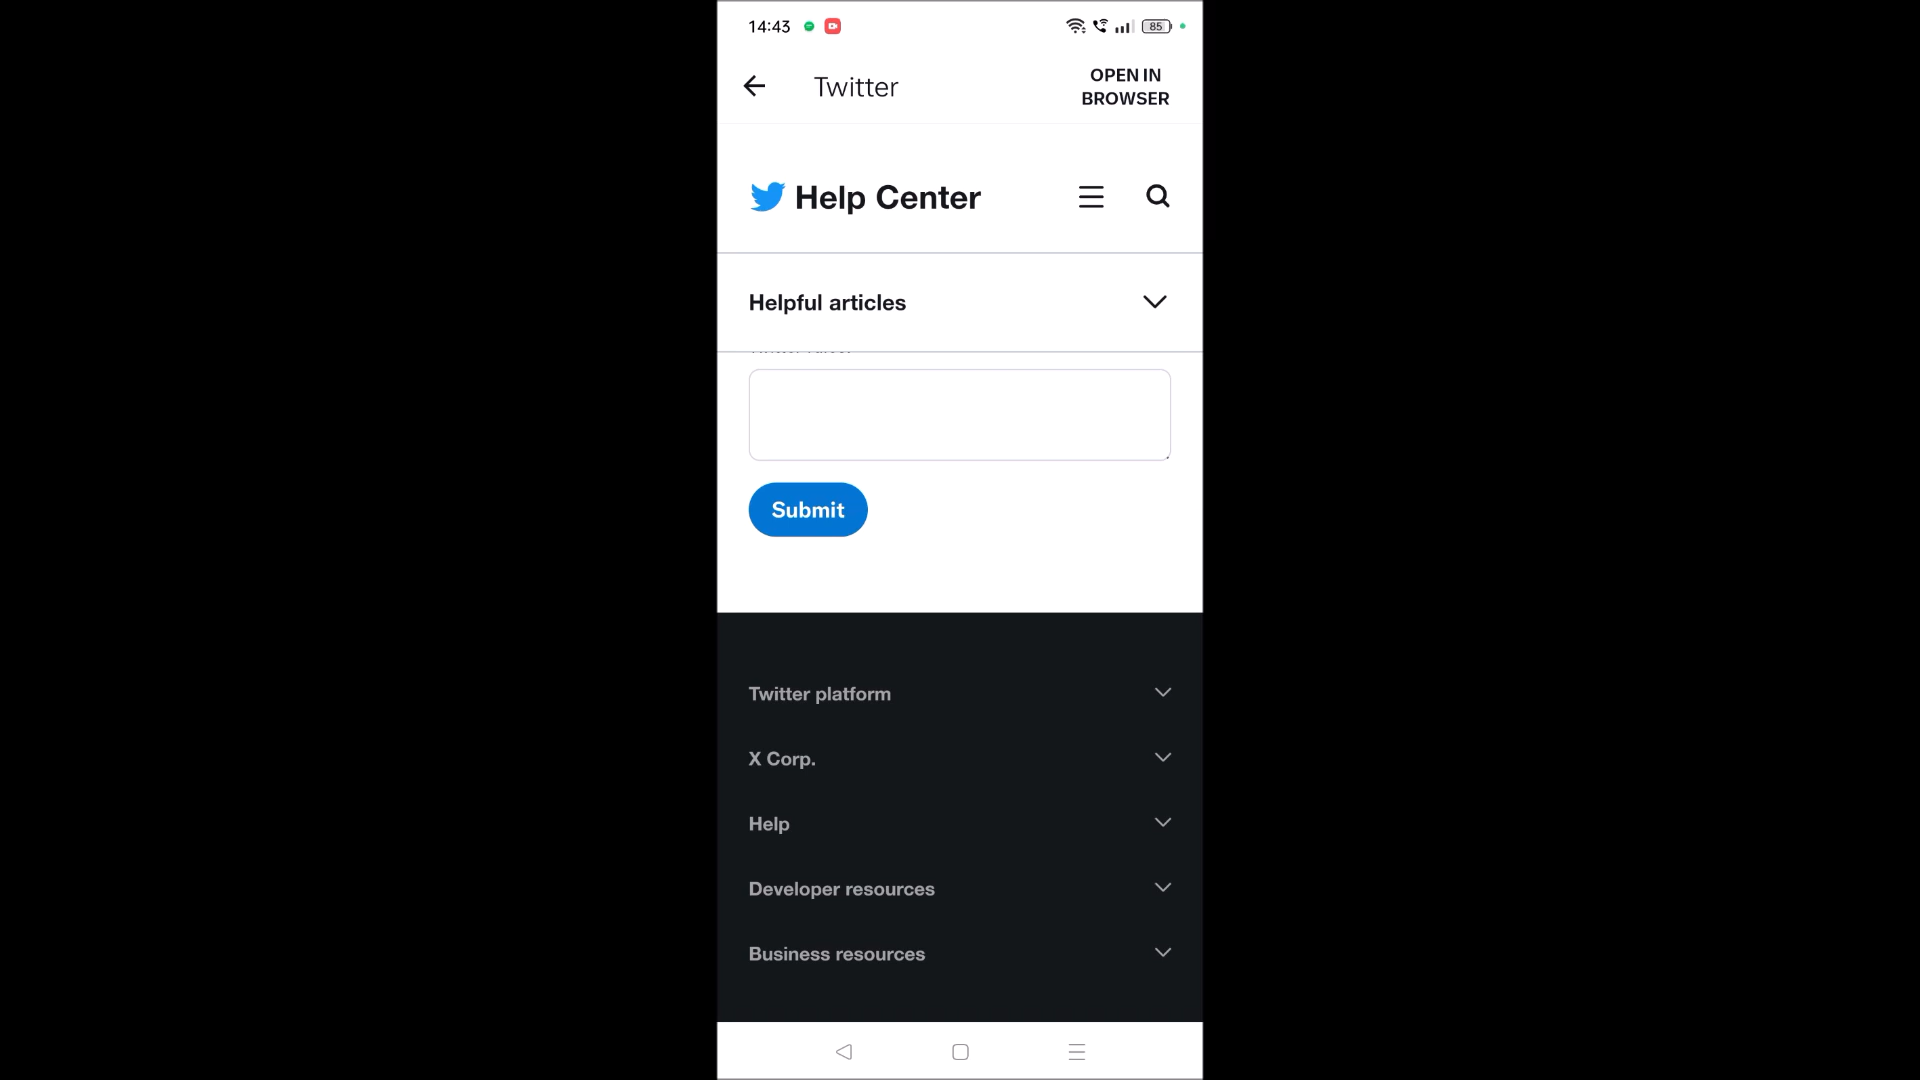 14:43
85
Twitter
OPEN IN
BROWSER
Help Center
Helpful articles
Submit
Twitter platform
X Corp.
Help
Developer resources
Business resources